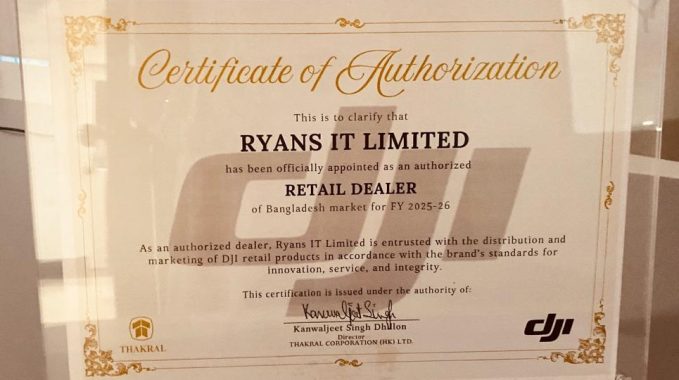 Certificate of Authorization
This is to clarify that
RYANS IT LIMITED
has been officially appointed as an authorized
RETAIL DEALER
of Bangladesh market for FY 2025-26
As an authorized dealer, Ryans IT Limited is entrusted with the distribution and
marketing of DJI retail products in accordance with the brand's standards for
innovation, service, and integrity.
This certification is issued under the authority of:
Kanwaljeet Singh
Kanwaljeet Singh Dhillon
Director
THAKRAL CORPORATION (HK) LTD.
THAKRAL
dji
dji